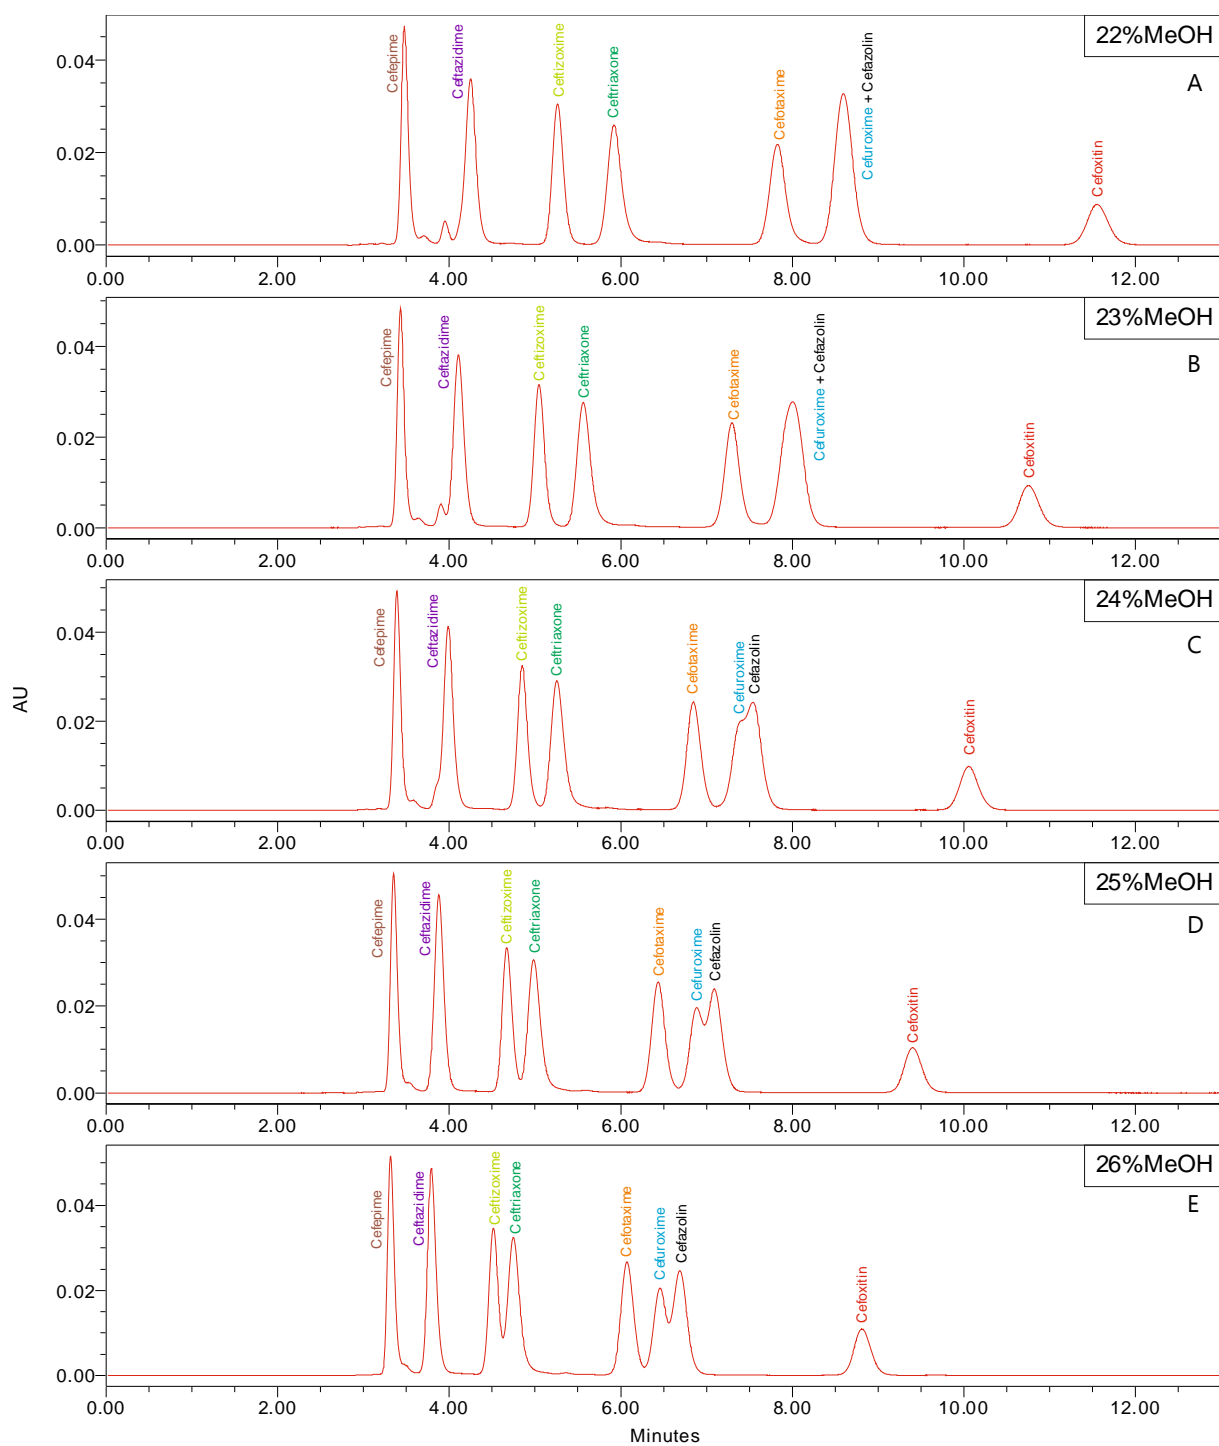 22%MeOH
A
Cefepime
Ceftazidime
Ceftizoxime
Ceftriaxone
Cefotaxime
Cefuroxime + Cefazolin
Cefoxitin
0.04
0.02
0.00
0.00 2.00 4.00 6.00 8.00 10.00 12.00
23%MeOH
B
Cefepime
Ceftazidime
Ceftizoxime
Ceftriaxone
Cefotaxime
Cefuroxime + Cefazolin
Cefoxitin
0.04
0.02
0.00
0.00 2.00 4.00 6.00 8.00 10.00 12.00
24%MeOH
C
Cefepime
Ceftazidime
Ceftizoxime
Ceftriaxone
Cefotaxime
Cefuroxime
Cefazolin
Cefoxitin
AU
0.04
0.02
0.00
0.00 2.00 4.00 6.00 8.00 10.00 12.00
25%MeOH
D
Cefepime
Ceftazidime
Ceftizoxime
Ceftriaxone
Cefotaxime
Cefuroxime
Cefazolin
Cefoxitin
0.04
0.02
0.00
0.00 2.00 4.00 6.00 8.00 10.00 12.00
26%MeOH
E
Cefepime
Ceftazidime
Ceftizoxime
Ceftriaxone
Cefotaxime
Cefuroxime
Cefazolin
Cefoxitin
0.04
0.02
0.00
0.00 2.00 4.00 6.00 8.00 10.00 12.00
Minutes